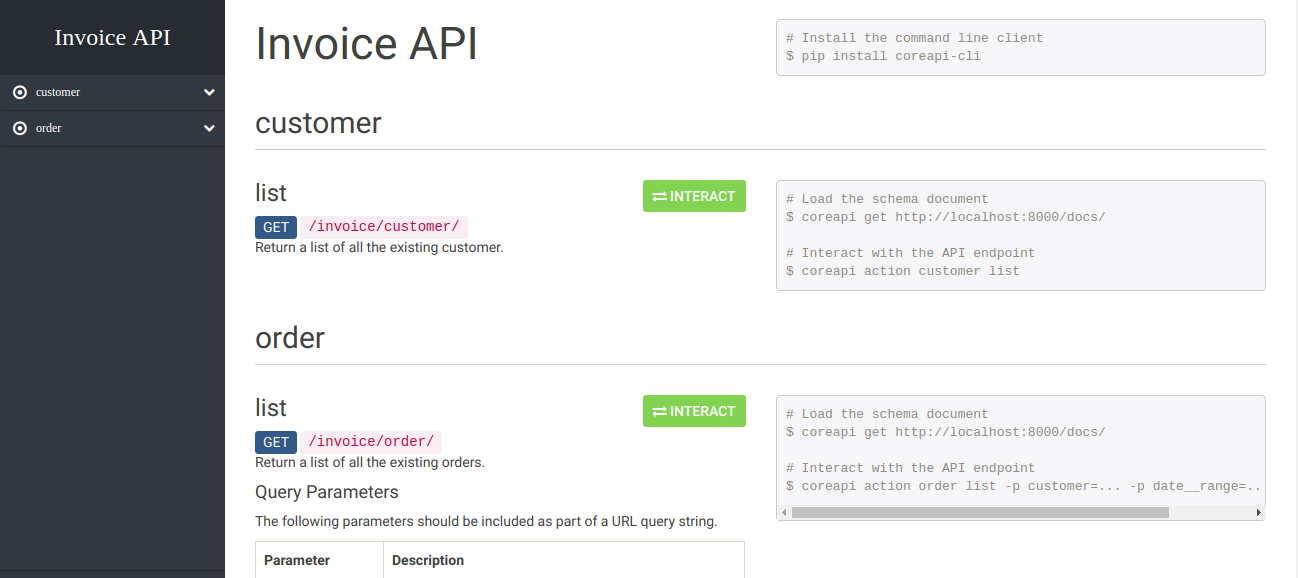 Invoice API
customer
order
Invoice API
# Install the command line client
$ pip install coreapi-cli
customer
list
INTERACT
GET /invoice/customer/
Return a list of all the existing customer.
# Load the schema document
$ coreapi get http://localhost:8000/docs/
# Interact with the API endpoint
$ coreapi action customer list
order
list
INTERACT
GET /invoice/order/
Return a list of all the existing orders.
Query Parameters
The following parameters should be included as part of a URL query string.
Parameter Description
# Load the schema document
$ coreapi get http://localhost:8000/docs/
# Interact with the API endpoint
$ coreapi action order list -p customer=... -p date__range=..